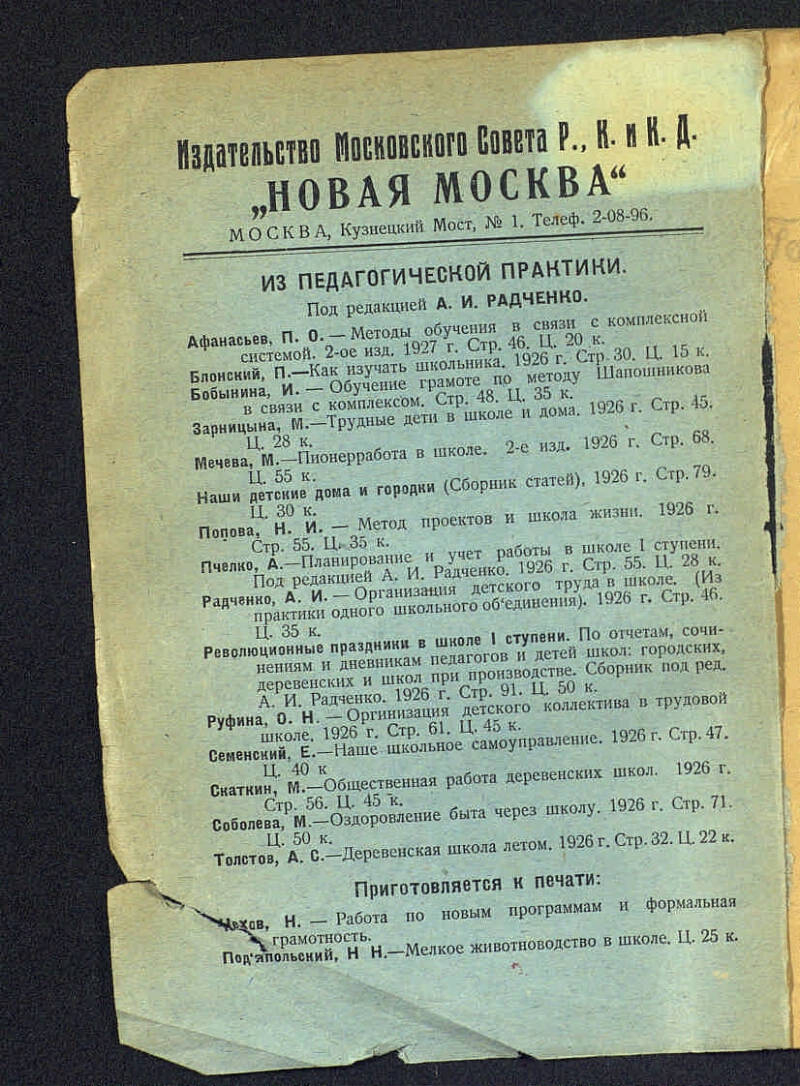 Издательство Московского Совета Р., К. и К. Д.
„НОВАЯ МОСКВА“
МОСКВА, Кузнецкий Мост, № 1. Телеф. 2-08-96.
ИЗ ПЕДАГОГИЧЕСКОЙ ПРАКТИКИ.
Под редакцией А. И. РАДЧЕНКО.
Афанасьев, П. О. — Методы обучения в связи с комплексной
системой. 2-ое изд. 1927 г. Стр. 46. Ц. 20 к.
Блонский, П.—Как изучать школьника. 1926 г. Стр. 30. Ц. 15 к.
Бобынина, И. — Обучение грамоте по методу Шапошникова
в связи с комплексом. Стр. 48. Ц. 35 к.
Зарницына, М.—Трудные дети в школе и дома. 1926 г. Стр. 45.
Ц. 28 к.
Мечева, М.—Пионерработа в школе. 2-е изд. 1926 г. Стр. 68.
Ц. 55 к.
Наши детские дома и городки (Сборник статей), 1926 г. Стр. 79.
Ц. 30 к.
Попова, Н. И. — Метод проектов и школа жизни. 1926 г.
Стр. 55. Ц. 35 к.
Пчелко, А.—Планирование и учет работы в школе I ступени.
Под редакцией А. И. Радченко. 1926 г. Стр. 55. Ц. 28 к.
Радченко, А. И. — Организация детского труда в школе. (Из
практики одного школьного об'единения). 1926 г. Стр. 46.
Ц. 35 к.
Революционные праздники в школе I ступени. По отчетам, сочи-
нениям и дневникам педагогов и детей школ: городских,
деревенских и школ при производстве. Сборник под ред.
А. И. Радченко. 1926 г. Стр. 91. Ц. 50 к.
Руфина, О. Н. — Оргинизация детского коллектива в трудовой
школе. 1926 г. Стр. 61. Ц. 45 к.
Семенский, Е.—Наше школьное самоуправление. 1926 г. Стр. 47.
Ц. 40 к
Скаткин, М.—Общественная работа деревенских школ. 1926 г.
Стр. 56. Ц. 45 к.
Соболева, М.—Оздоровление быта через школу. 1926 г. Стр. 71.
Ц. 50 к.
Толстов, А. С.—Деревенская школа летом. 1926 г. Стр. 32. Ц. 22 к.
Приготовляется к печати:
Чехов, Н. — Работа по новым программам и формальная
грамотность.
Под'япольский, Н Н.—Мелкое животноводство в школе. Ц. 25 к.